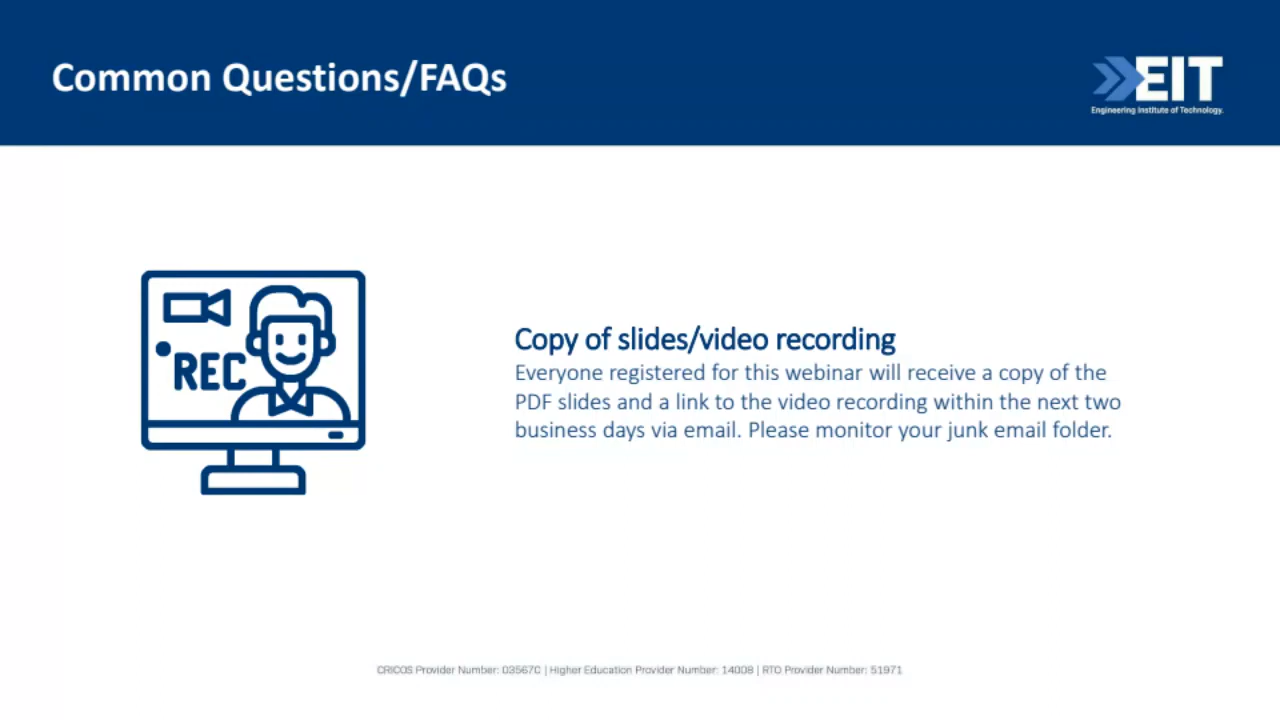 Common Questions/FAQs
EIT
Engineering Institute of Technology.
REC
Copy of slides/video recording
Everyone registered for this webinar will receive a copy of the
PDF slides and a link to the video recording within the next two
business days via email. Please monitor your junk email folder.
CRICOS Provider Number: 03567C | Higher Education Provider Number: 14008 | RTO Provider Number: 51971